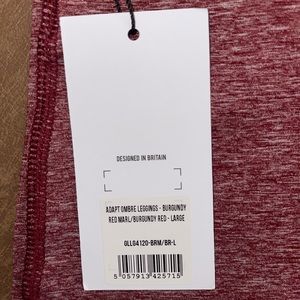 DESIGNED IN BRITAIN
ADAPT OMBRE LEGGINGS - BURGUNDY
RED MARL/BURGUNDY RED - LARGE
GLLG4120-BRM/BR-L
5 057913 425715